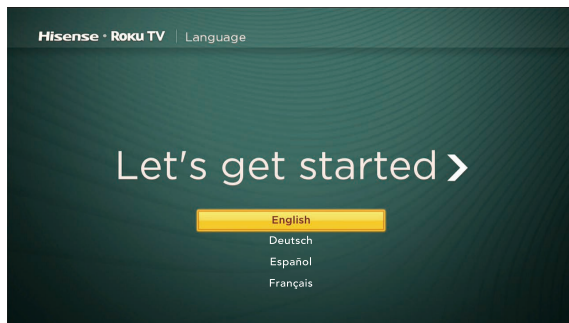 Hisense • Roku TV | Language
Let's get started
English
Deutsch
Español
Français